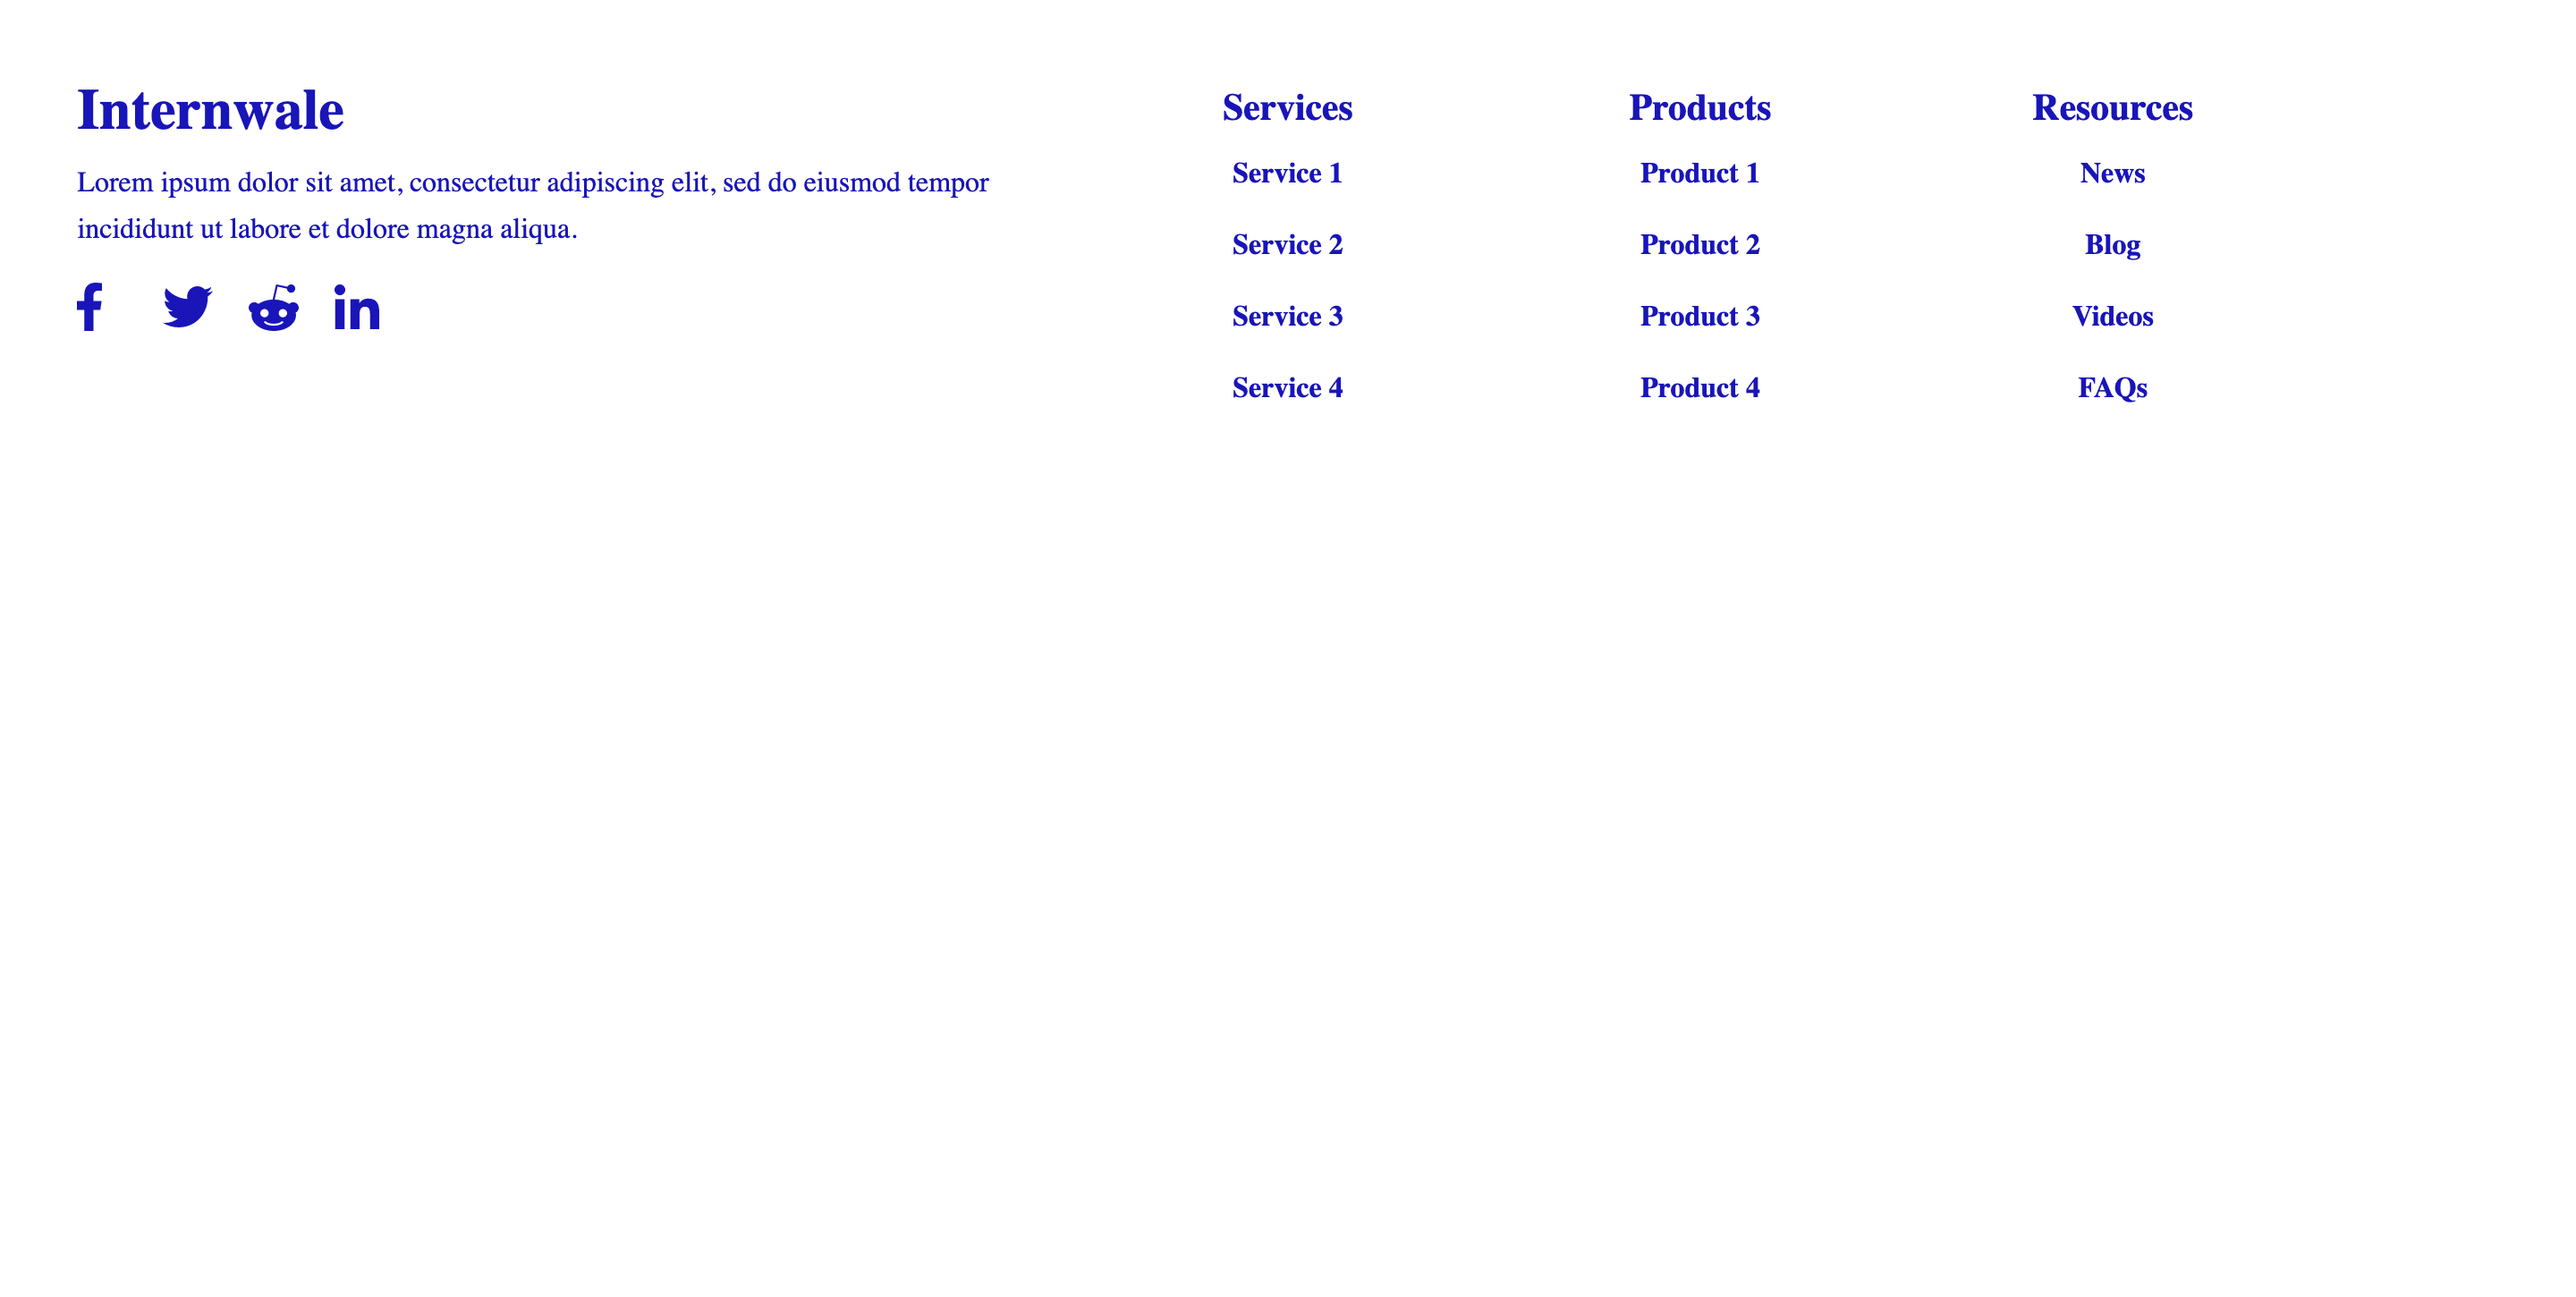 Internwale
Lorem ipsum dolor sit amet, consectetur adipiscing elit, sed do eiusmod tempor
incididunt ut labore et dolore magna aliqua.
Services
Service 1
Service 2
Service 3
Service 4
Products
Product 1
Product 2
Product 3
Product 4
Resources
News
Blog
Videos
FAQs